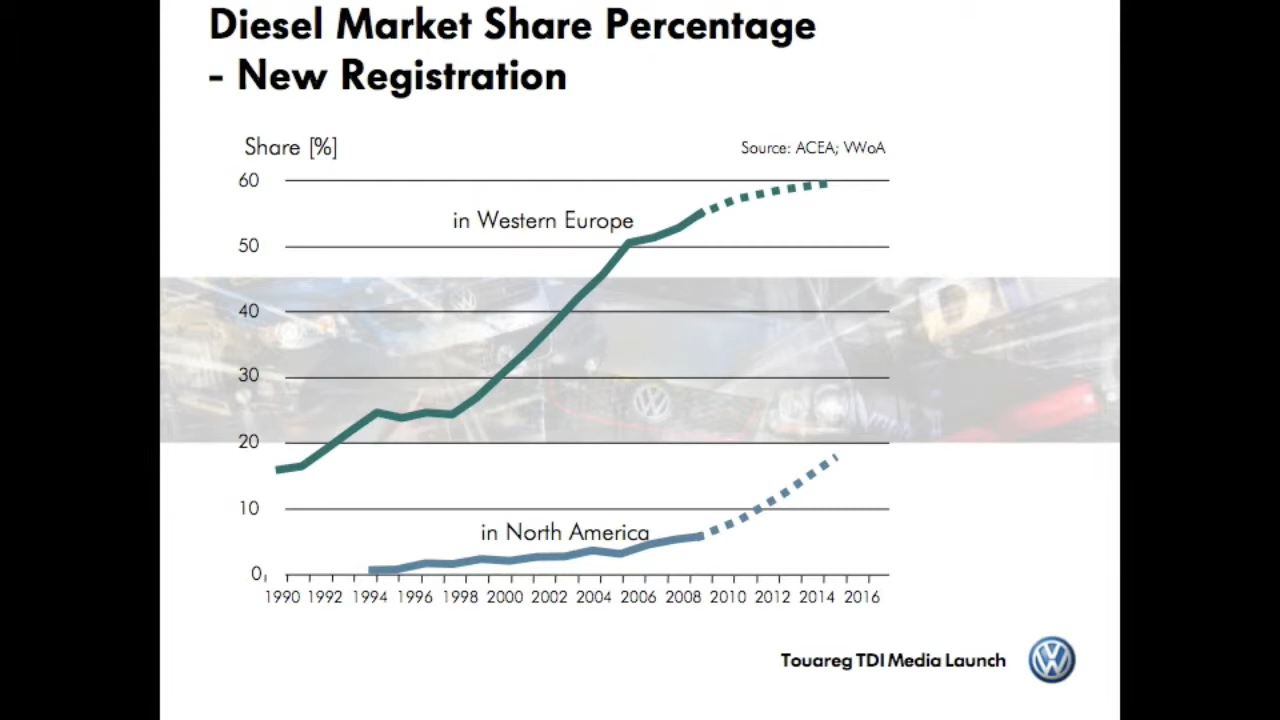 Diesel Market Share Percentage
- New Registration
Share [%]
Source: ACEA; VWoA
60
in Western Europe
50
40
30
20
10
in North America
0
1990 1992 1994 1996 1998 2000 2002 2004 2006 2008 2010 2012 2014 2016
Touareg TDI Media Launch